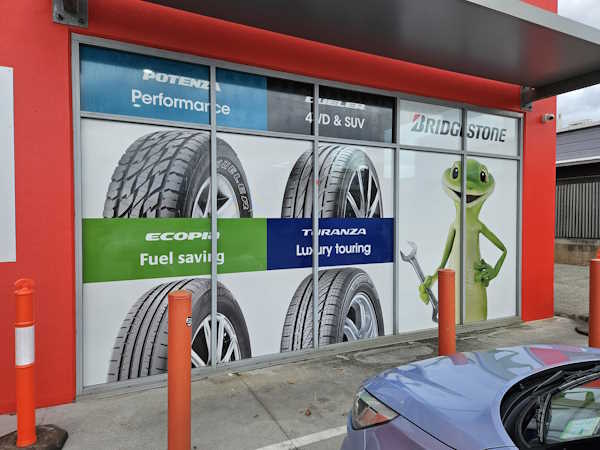 POTENZA
Performance
DUELER
4WD & SUV
BRIDGESTONE
ECOPIA
Fuel saving
TURANZA
Luxury touring